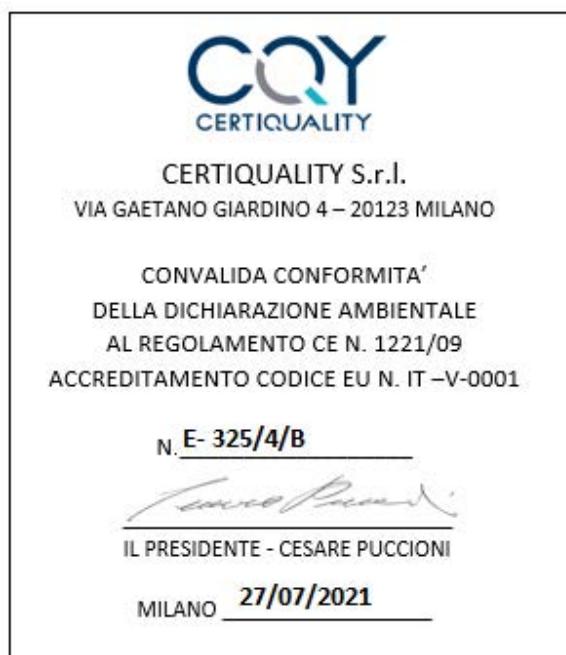 CQY
CERTIQUALITY
CERTIQUALITY S.r.l.
VIA GAETANO GIARDINO 4 – 20123 MILANO
CONVALIDA CONFORMITA’
DELLA DICHIARAZIONE AMBIENTALE
AL REGOLAMENTO CE N. 1221/09
ACCREDITAMENTO CODICE EU N. IT –V-0001
N. E- 325/4/B
IL PRESIDENTE - CESARE PUCCIONI
MILANO 27/07/2021